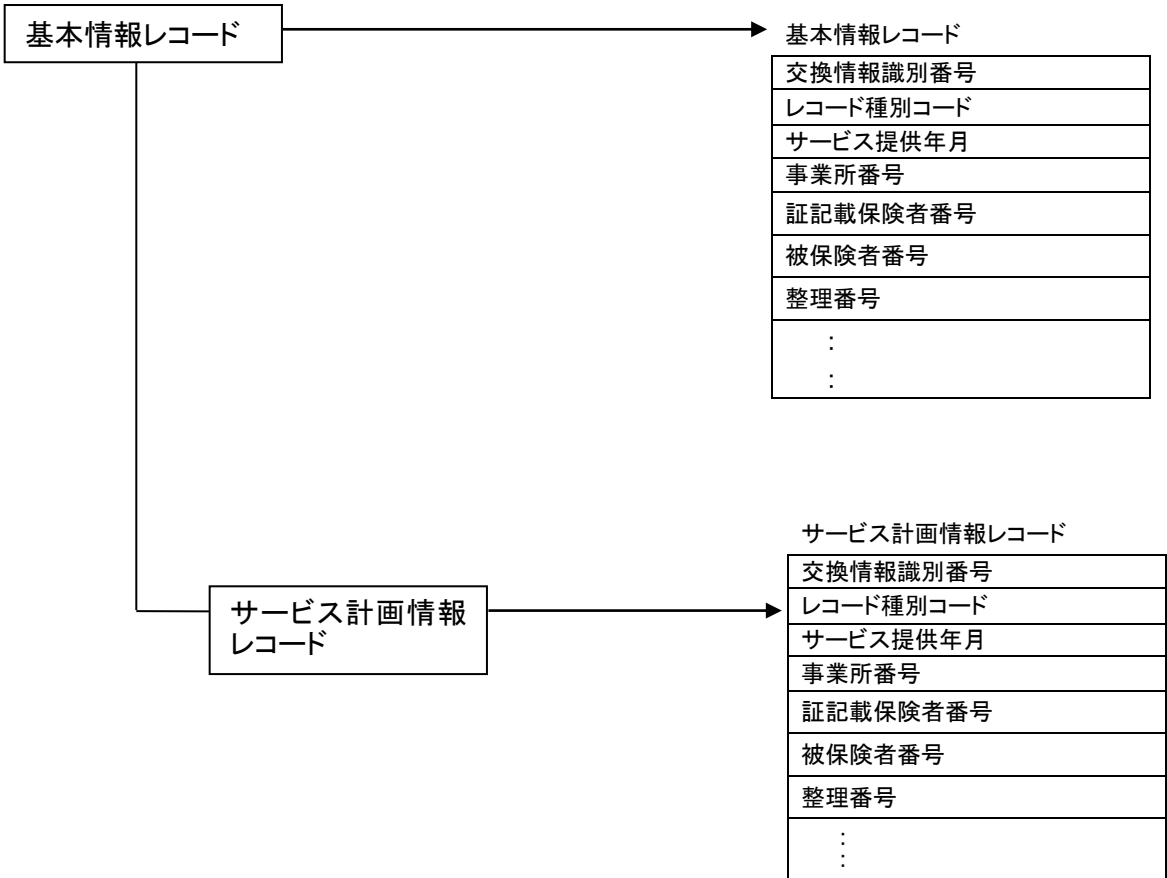 基本情報レコード
基本情報レコード
交換情報識別番号
レコード種別コード
サービス提供年月
事業所番号
証記載保険者番号
被保険者番号
整理番号
:
:
サービス計画情報
レコード
サービス計画情報レコード
交換情報識別番号
レコード種別コード
サービス提供年月
事業所番号
証記載保険者番号
被保険者番号
整理番号
:
: